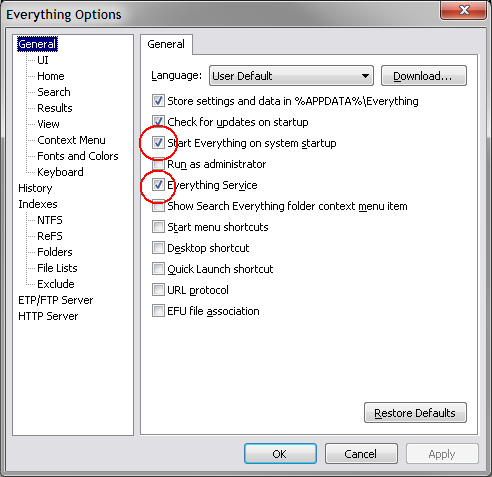 Everything Options
General
UI
Home
Search
Results
View
Context Menu
Fonts and Colors
Keyboard
History
Indexes
NTFS
ReFS
Folders
File Lists
Exclude
ETP/FTP Server
HTTP Server
General
Language: User Default Download...
Store settings and data in %APPDATA%\Everything
Check for updates on startup
Start Everything on system startup
Run as administrator
Everything Service
Show Search Everything folder context menu item
Start menu shortcuts
Desktop shortcut
Quick Launch shortcut
URL protocol
EFU file association
Restore Defaults
OK Cancel Apply